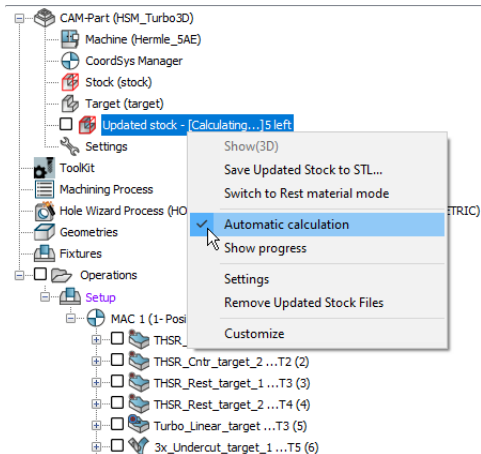 CAM-Part (HSM_Turbo3D)
Machine (Hermle_5AE)
CoordSys Manager
Stock (stock)
Target (target)
Updated stock - [Calculating...]5 left
Settings
Show(3D)
Save Updated Stock to STL...
Switch to Rest material mode
Automatic calculation
Show progress
Settings
Remove Updated Stock Files
Customize
ToolKit
Machining Process
Hole Wizard Process (HO
TRIC)
Geometries
Fixtures
Operations
Setup
MAC 1 (1- Posi
THSR_
THSR_Cntr_target_2 ...T2 (2)
THSR_Rest_target_1 ...T3 (3)
THSR_Rest_target_2 ...T4 (4)
Turbo_Linear_target ...T3 (5)
3x_Undercut_target_1 ...T5 (6)